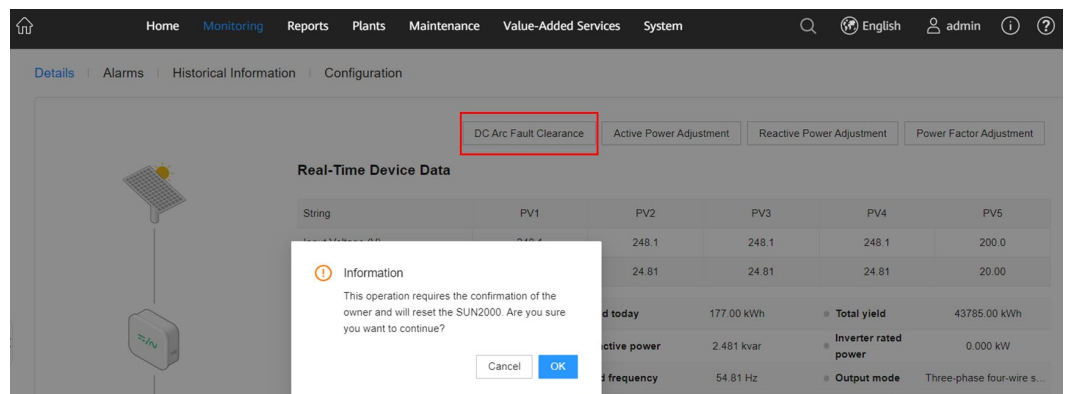 Home Monitoring Reports Plants Maintenance Value-Added Services System English admin
Details Alarms Historical Information Configuration
DC Arc Fault Clearance Active Power Adjustment Reactive Power Adjustment Power Factor Adjustment
Real-Time Device Data
String PV1 PV2 PV3 PV4 PV5
248.1 248.1 248.1 200.0
24.81 24.81 24.81 20.00
Information
This operation requires the confirmation of the
owner and will reset the SUN2000. Are you sure
you want to continue?
Cancel OK
d today 177.00 kWh Total yield 43785.00 kWh
active power 2.481 kvar Inverter rated
power 0.000 kW
d frequency 54.81 Hz Output mode Three-phase four-wire s...